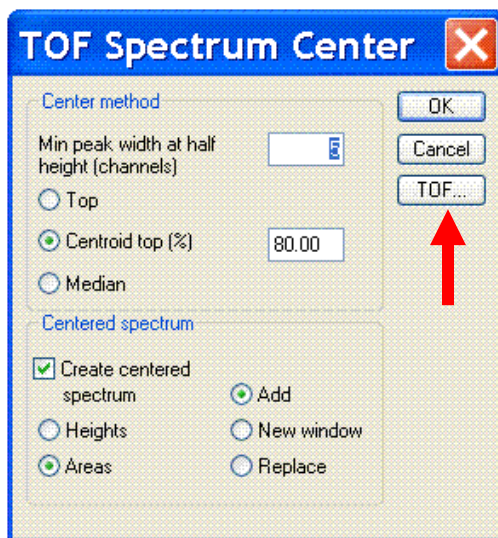 TOF Spectrum Center
Center method
Min peak width at half
height (channels)
5
Top
Centroid top (%)
80.00
Median
OK
Cancel
TOF...
Centered spectrum
Create centered
spectrum
Add
Heights
New window
Areas
Replace